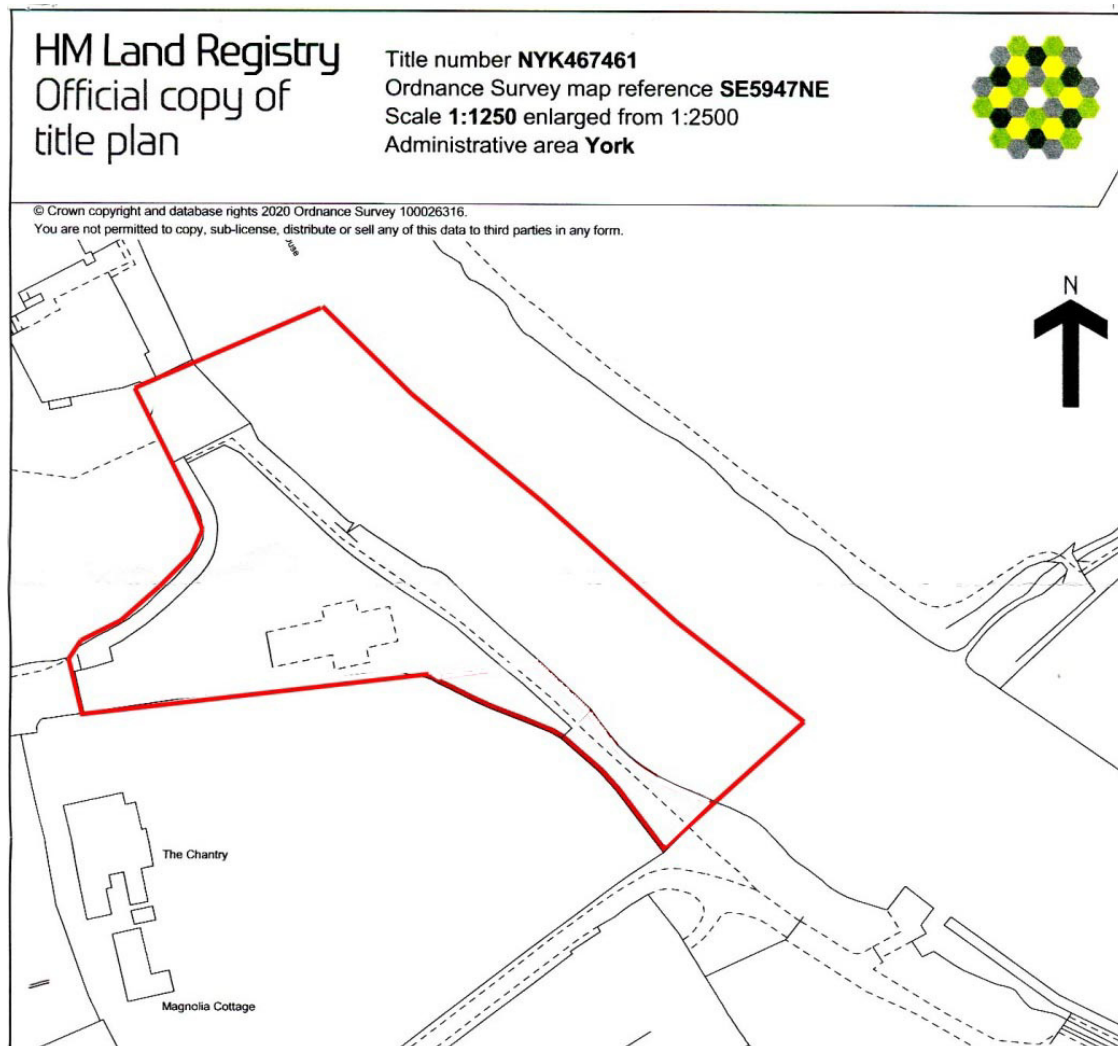 HM Land Registry
Official copy of
title plan
Title number NYK467461
Ordnance Survey map reference SE5947NE
Scale 1:1250 enlarged from 1:2500
Administrative area York
© Crown copyright and database rights 2020 Ordnance Survey 100026316.
You are not permitted to copy, sub-license, distribute or sell any of this data to third parties in any form.
N
The Chantry
Magnolia Cottage